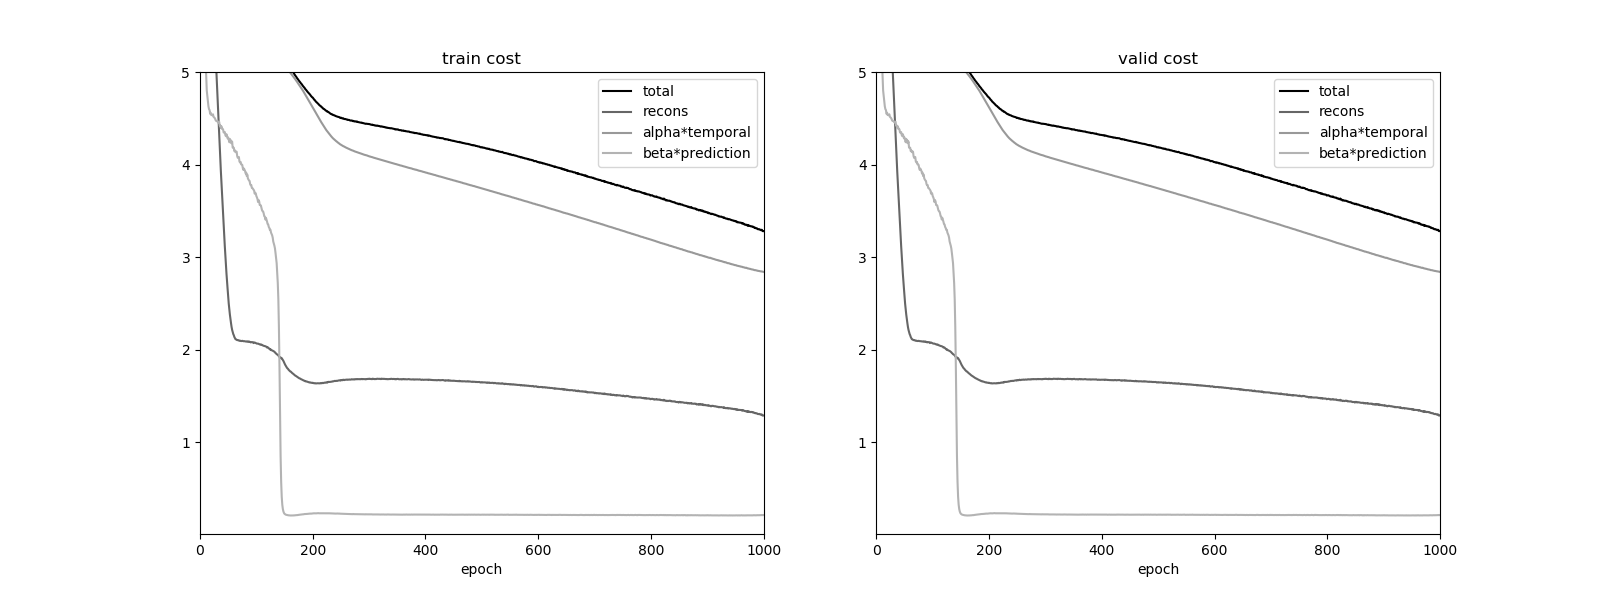 train cost
5
4
3
2
1
0
200
400
600
800
1000
epoch
total
recons
alpha*temporal
beta*prediction
valid cost
5
4
3
2
1
0
200
400
600
800
1000
epoch
total
recons
alpha*temporal
beta*prediction